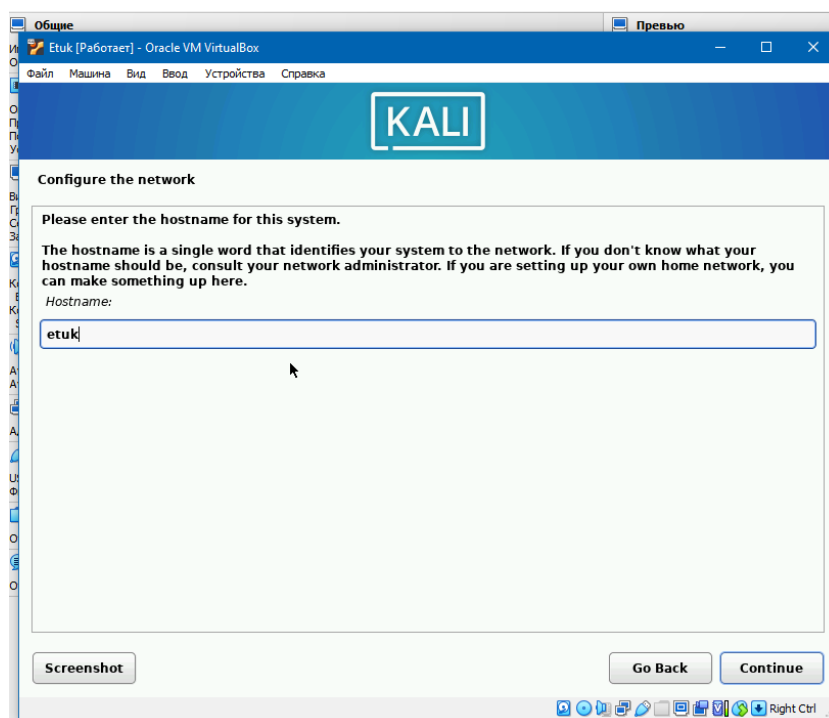 Общие
Превью
Etuk [Работает] - Oracle VM VirtualBox
Файл Машина Вид Ввод Устройства Справка
KALI
Configure the network
Please enter the hostname for this system.
The hostname is a single word that identifies your system to the network. If you don't know what your
hostname should be, consult your network administrator. If you are setting up your own home network, you
can make something up here.
Hostname:
etuk
Screenshot
Go Back
Continue
Right Ctrl